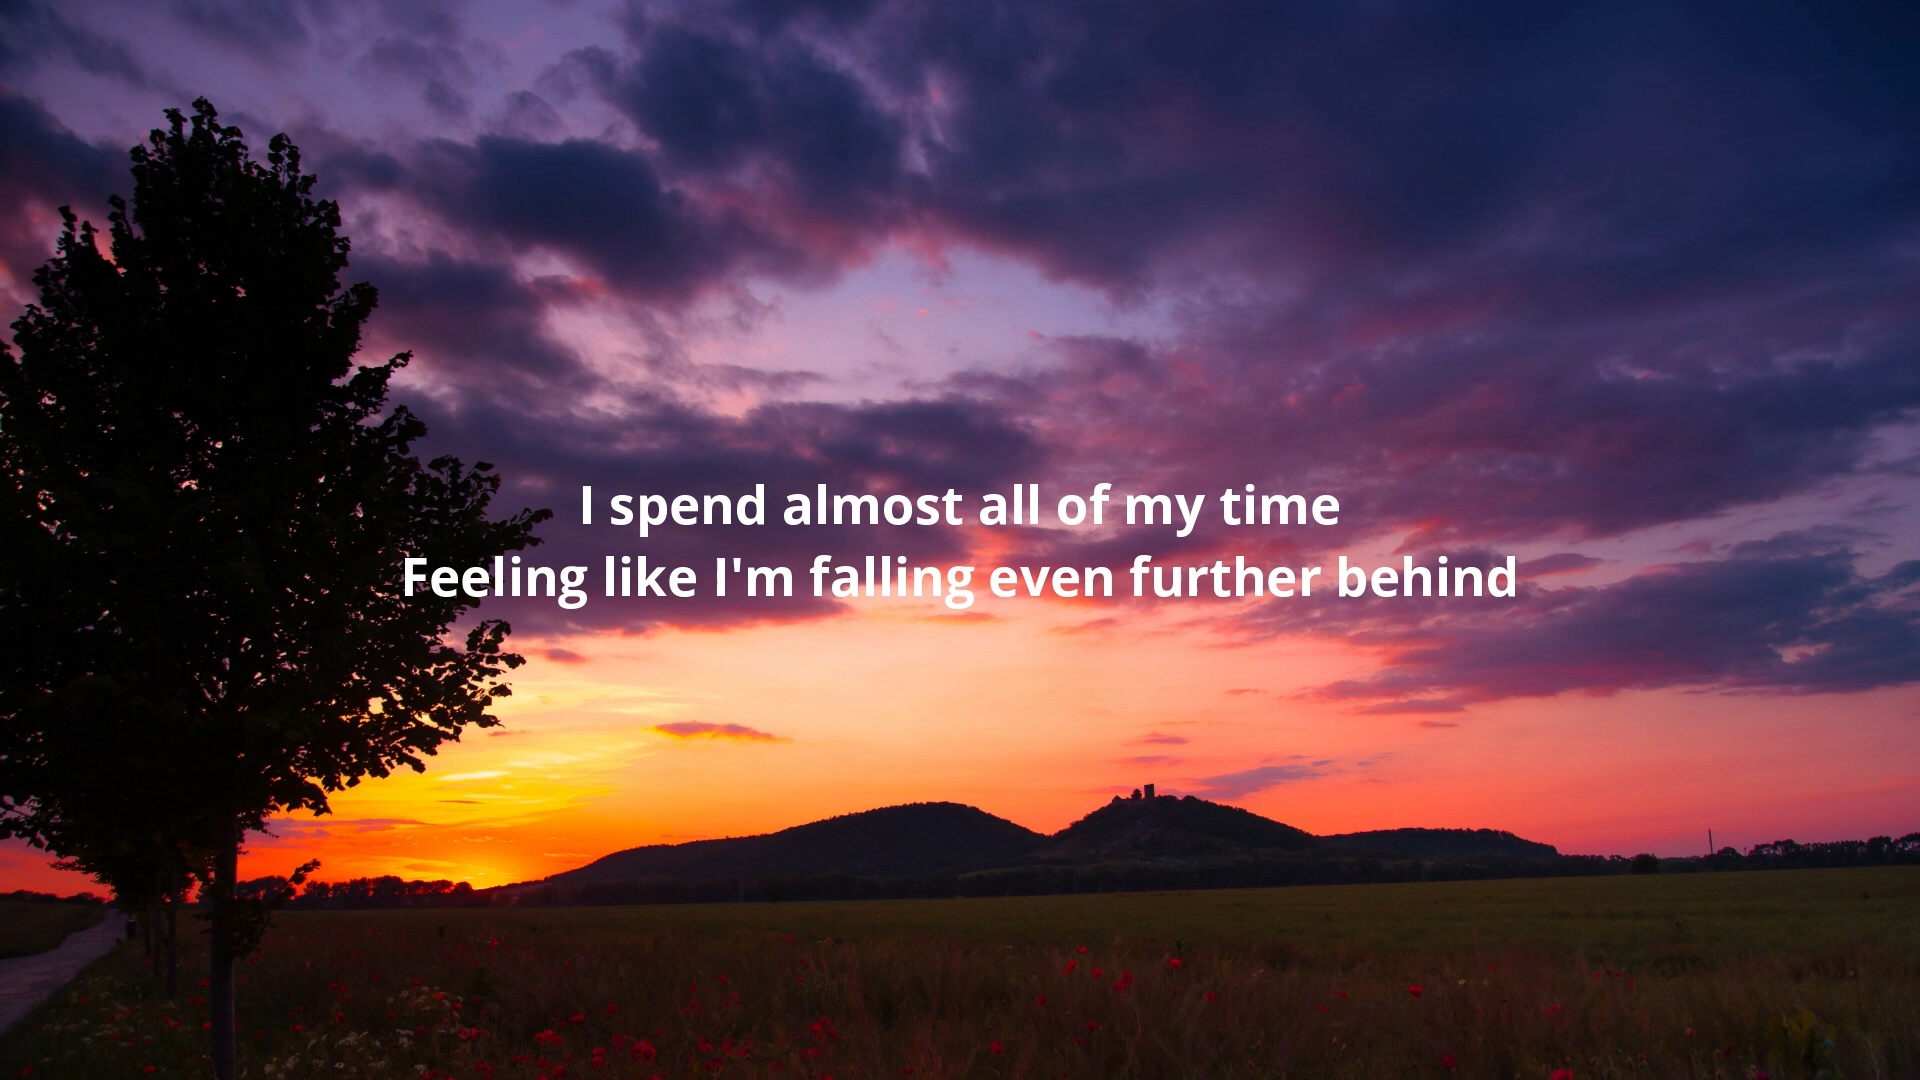 I spend almost all of my time
Feeling like I'm falling even further behind